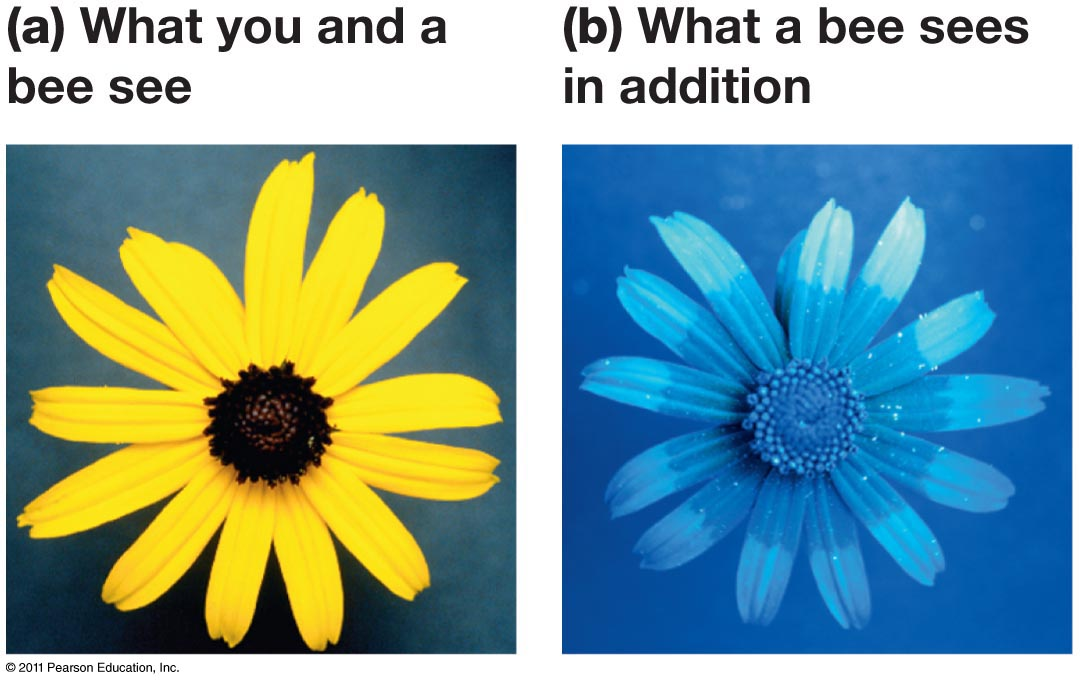 (a) What you and a
bee see
(b) What a bee sees
in addition
© 2011 Pearson Education, Inc.